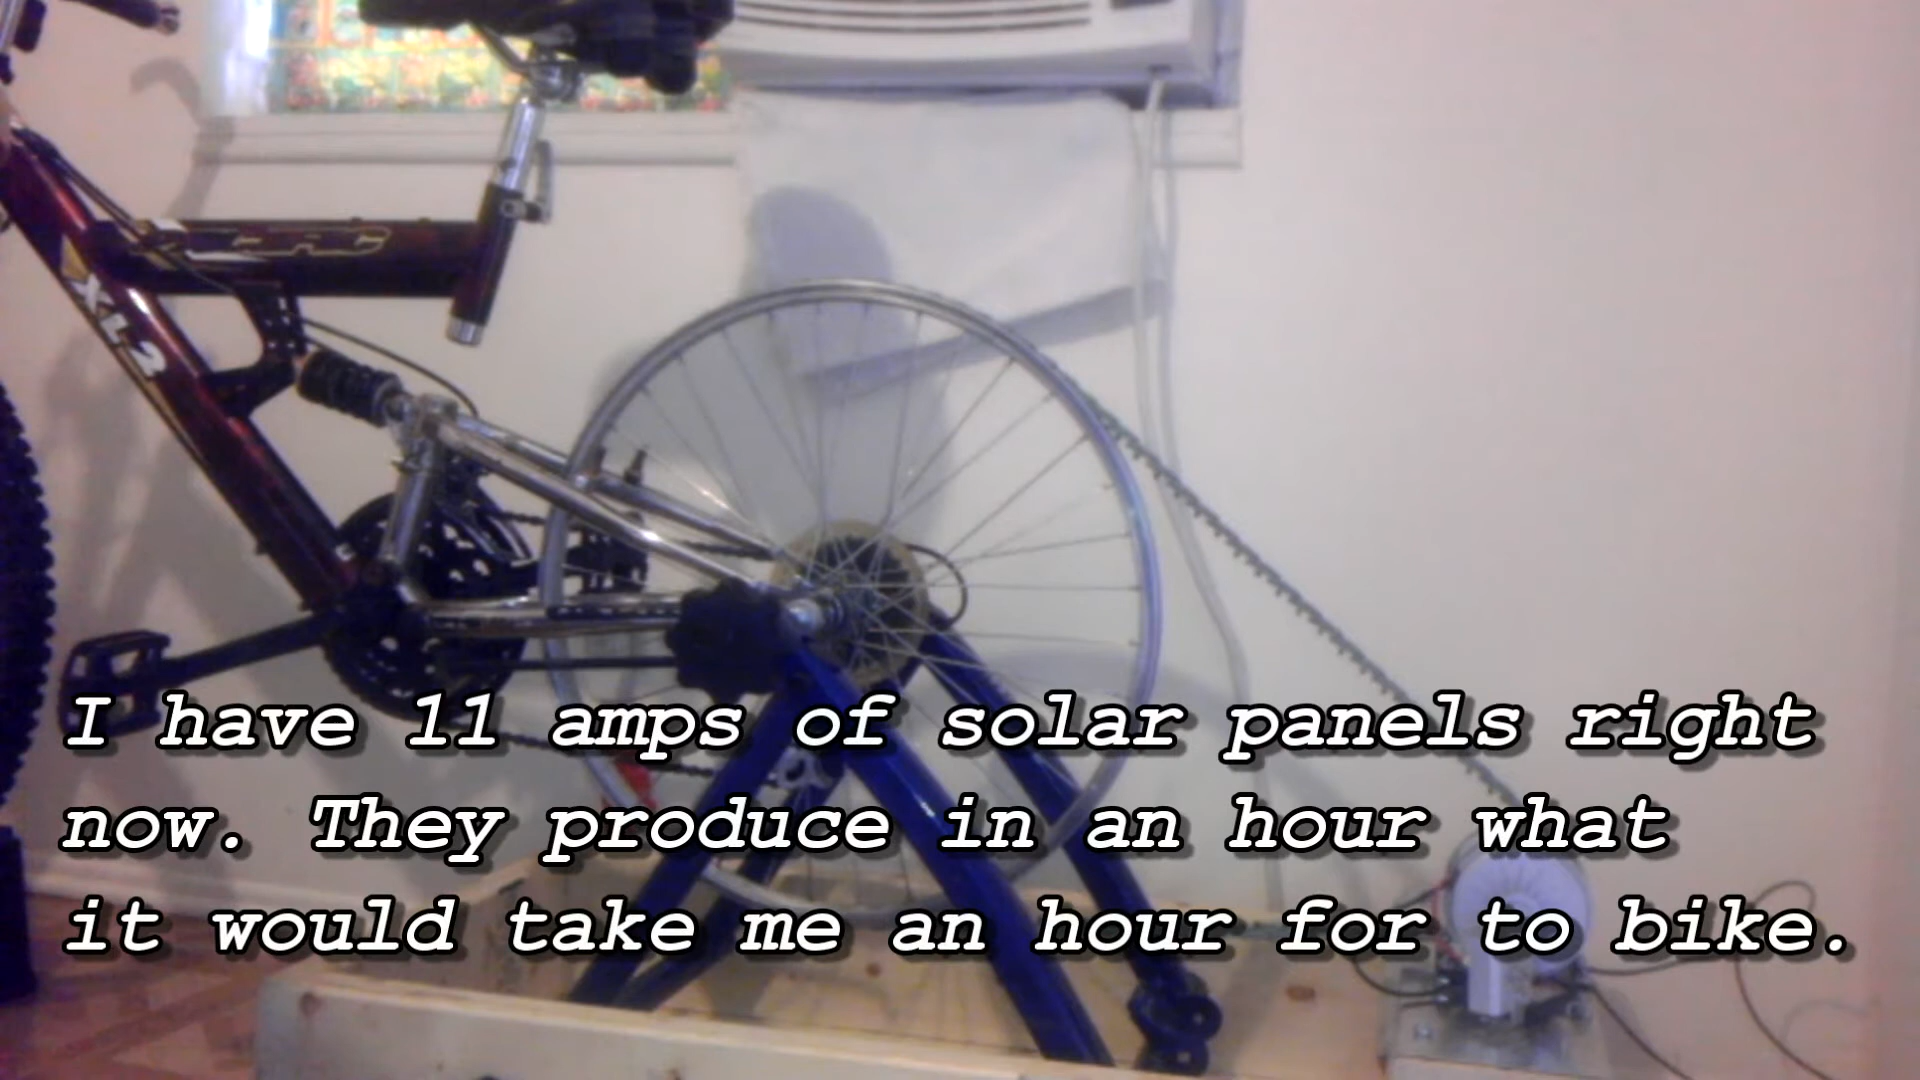 XL2
I have 11 amps of solar panels right
now. They produce in an hour what
it would take me an hour for to bike.